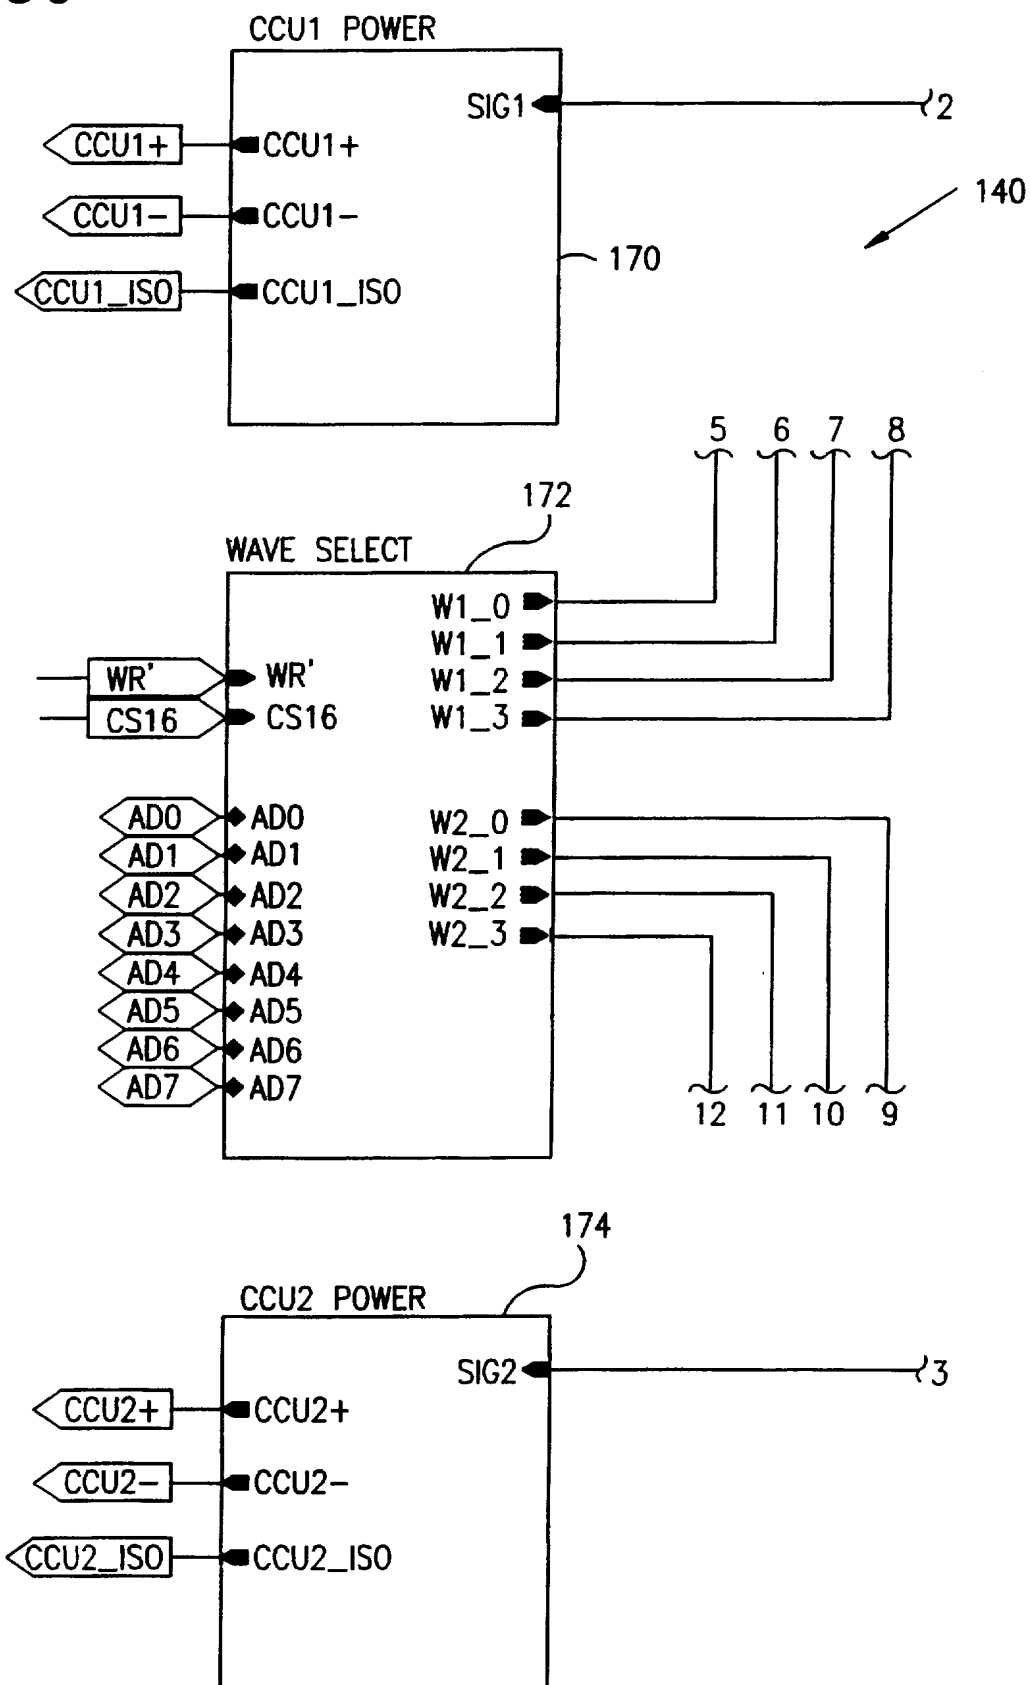 CCU1 POWER
SIG1 2
CCU1+ CCU1+
140
CCU1- CCU1-
170
CCU1_ISO CCU1_ISO
5 6 7 8
172
WAVE SELECT
W1_0
W1_1
WR' WR' W1_2
CS16 CS16 W1_3
AD0 AD0 W2_0
AD1 AD1 W2_1
AD2 AD2 W2_2
AD3 AD3 W2_3
AD4 AD4
AD5 AD5
AD6 AD6
AD7 AD7
12 11 10 9
174
CCU2 POWER
SIG2 3
CCU2+ CCU2+
CCU2- CCU2-
CCU2_ISO CCU2_ISO